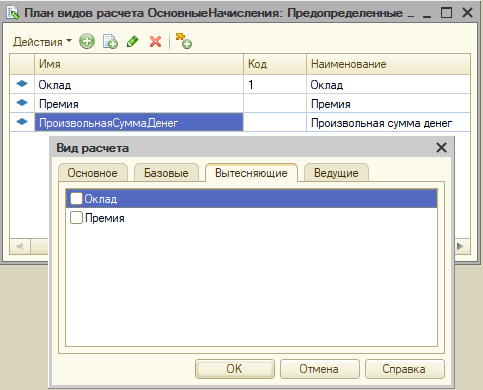 План видов расчета ОсновныеНачисления: Предопределенные ...
Действия
Имя Код Наименование
Оклад 1 Оклад
Премия Премия
ПроизвольнаяСуммаДенег Произвольная сумма денег
Вид расчета
Основное Базовые Вытесняющие Ведущие
Оклад
Премия
OK Отмена Справка